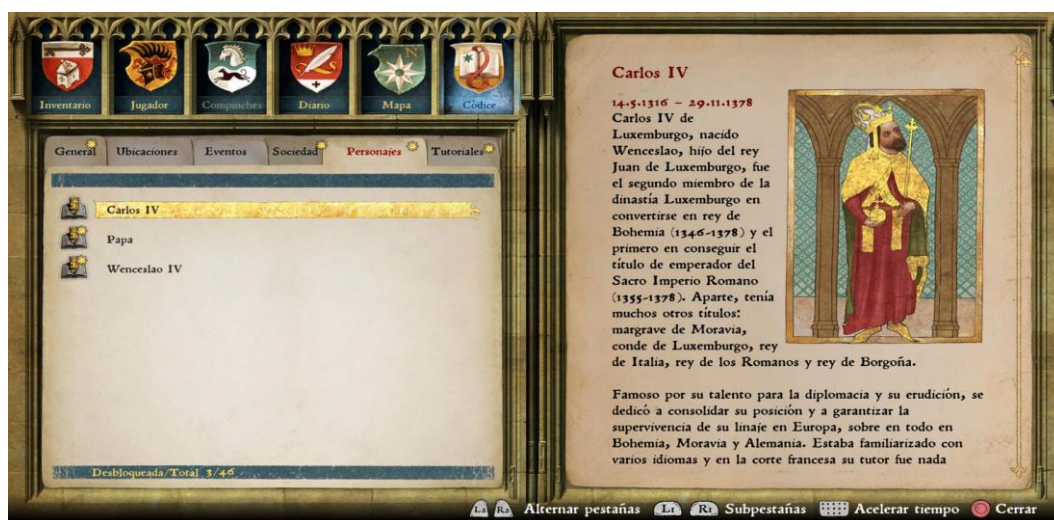 Inventario
Jugador
Compinches
Diario
N
Mapa
Códice
General
Ubicaciones
Eventos
Sociedad
Personajes
Tutoriales
Carlos IV
Papa
Wenceslao IV
Desbloqueada/Total 3/46
Carlos IV
14.5.1316 – 29.11.1378
Carlos IV de
Luxemburgo, nacido
Wenceslao, hijo del rey
Juan de Luxemburgo, fue
el segundo miembro de la
dinastía Luxemburgo en
convertirse en rey de
Bohemia (1346-1378) y el
primero en conseguir el
título de emperador del
Sacro Imperio Romano
(1355-1378). Aparte, tenía
muchos otros títulos:
margrave de Moravia,
conde de Luxemburgo, rey
de Italia, rey de los Romanos y rey de Borgoña.
Famoso por su talento para la diplomacia y su erudición, se
dedicó a consolidar su posición y a garantizar la
supervivencia de su linaje en Europa, sobre en todo en
Bohemia, Moravia y Alemania. Estaba familiarizado con
varios idiomas y en la corte francesa su tutor fue nada
L2 R2 Alternar pestañas L1 R1 Subpestañas Acelerar tiempo Cerrar